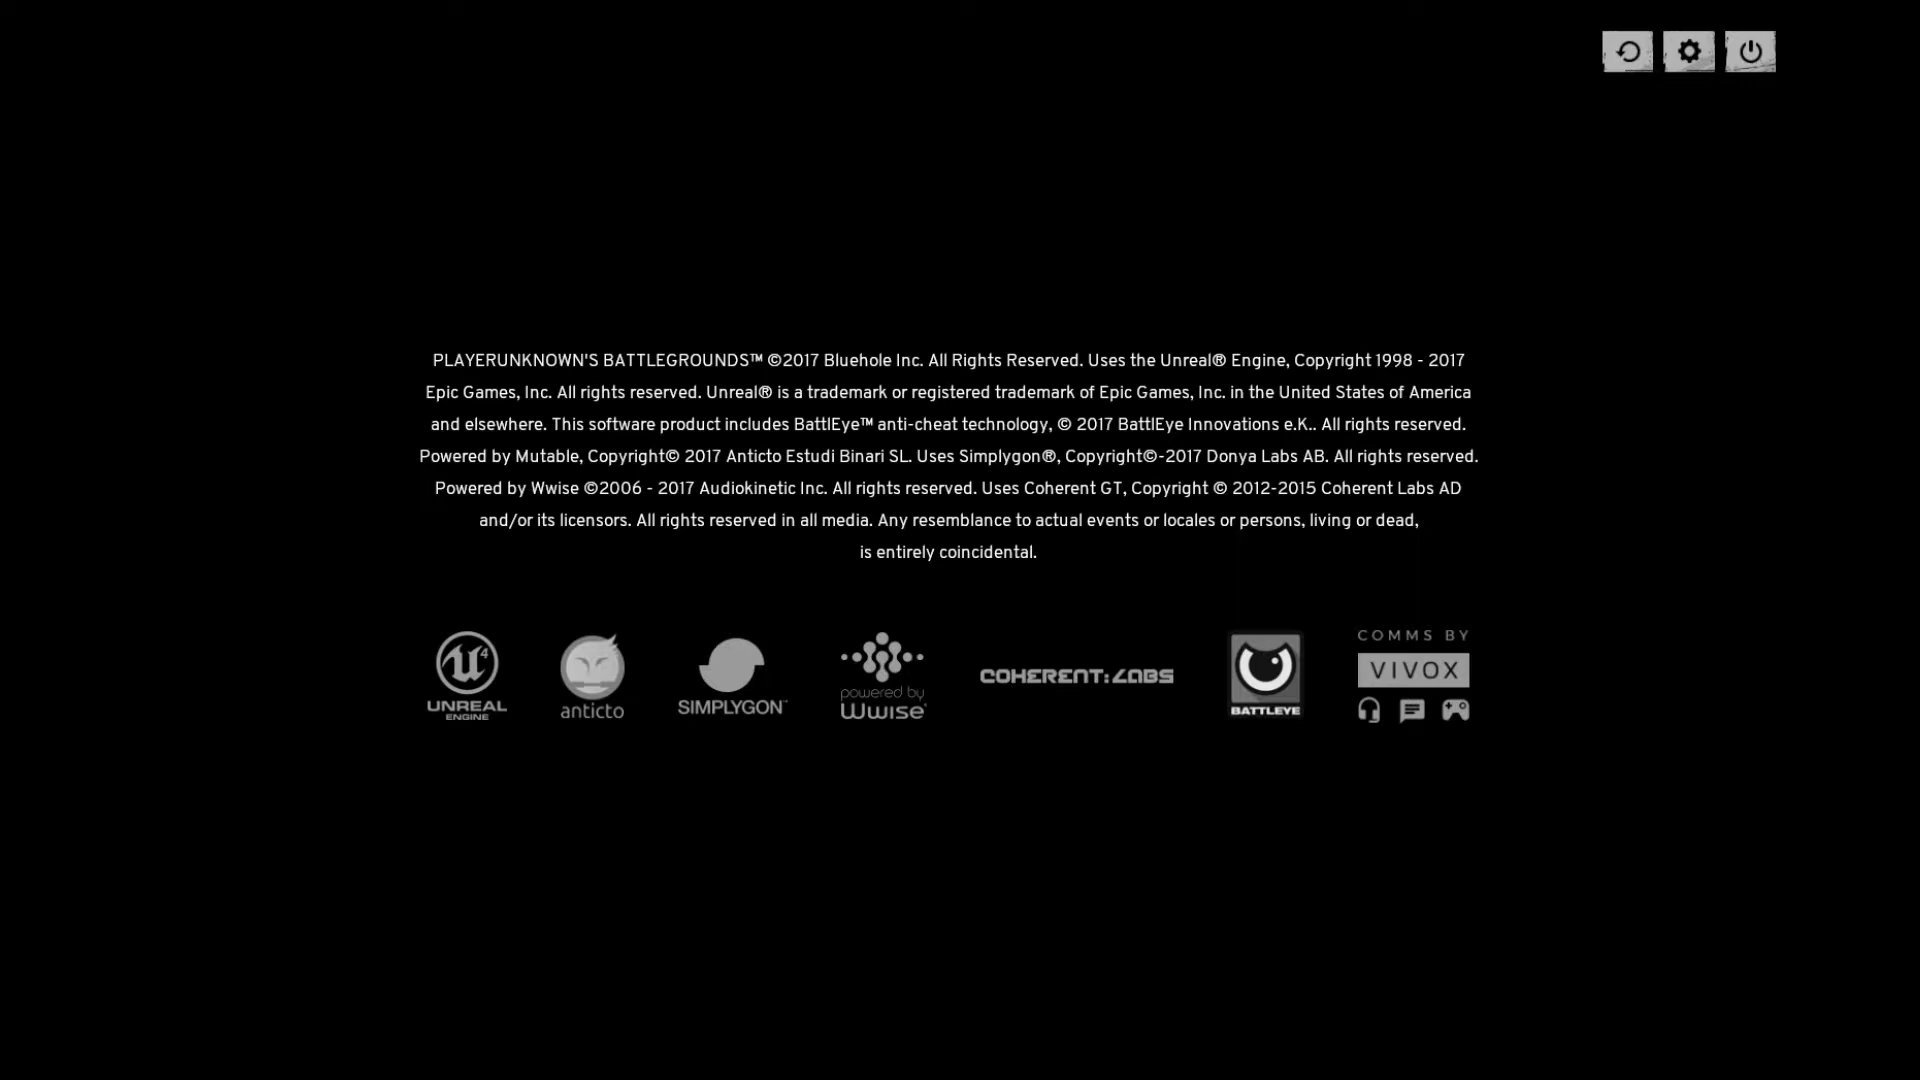 PLAYERUNKNOWN'S BATTLEGROUNDS™ ©2017 Bluehole Inc. All Rights Reserved. Uses the Unreal® Engine, Copyright 1998 - 2017
Epic Games, Inc. All rights reserved. Unreal® is a trademark or registered trademark of Epic Games, Inc. in the United States of America
and elsewhere. This software product includes BattlEye™ anti-cheat technology, © 2017 BattlEye Innovations e.K.. All rights reserved.
Powered by Mutable, Copyright© 2017 Anticto Estudi Binari SL. Uses Simplygon®, Copyright©-2017 Donya Labs AB. All rights reserved.
Powered by Wwise ©2006 - 2017 Audiokinetic Inc. All rights reserved. Uses Coherent GT, Copyright © 2012-2015 Coherent Labs AD
and/or its licensors. All rights reserved in all media. Any resemblance to actual events or locales or persons, living or dead,
is entirely coincidental.
U4
UNREAL
ENGINE
anticto
SIMPLYGON™
powered by
Wwise®
COHERENT:LABS
BATTLEYE
COMMS BY
VIVOX